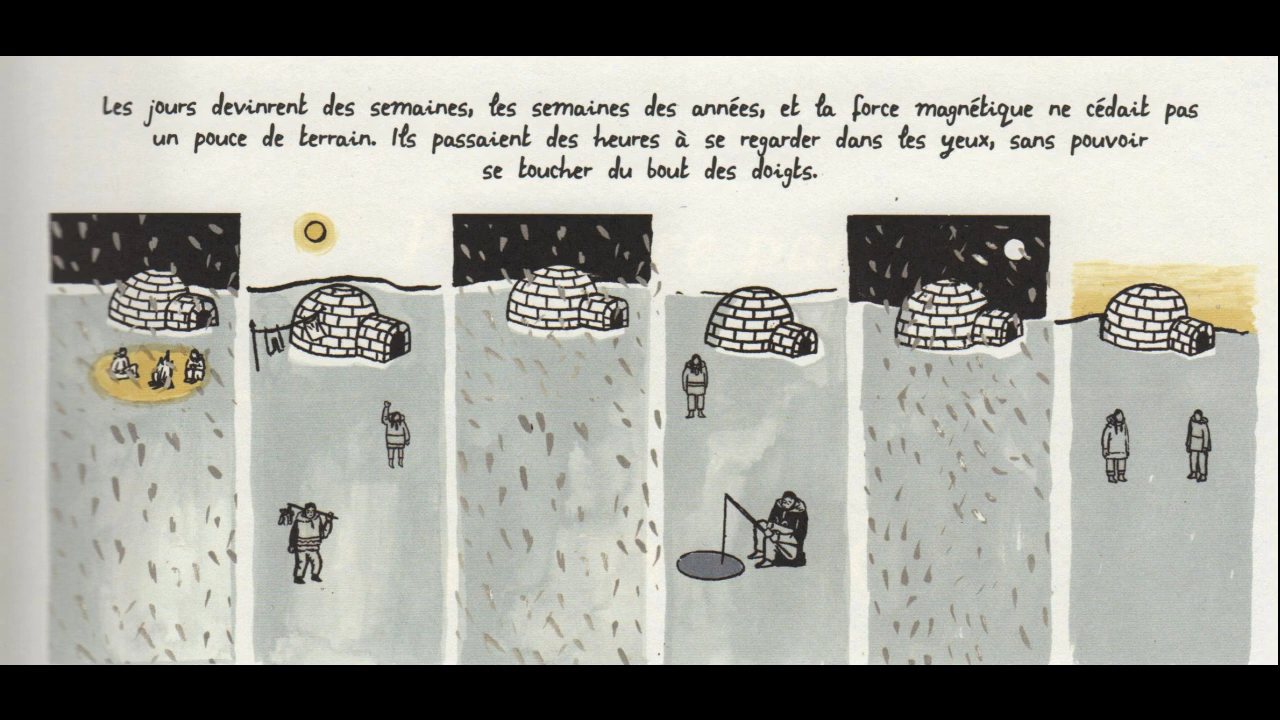 Les jours devinrent des semaines, les semaines des années, et la force magnétique ne cédait pas
un pouce de terrain. Ils passaient des heures à se regarder dans les yeux, sans pouvoir
se toucher du bout des doigts.